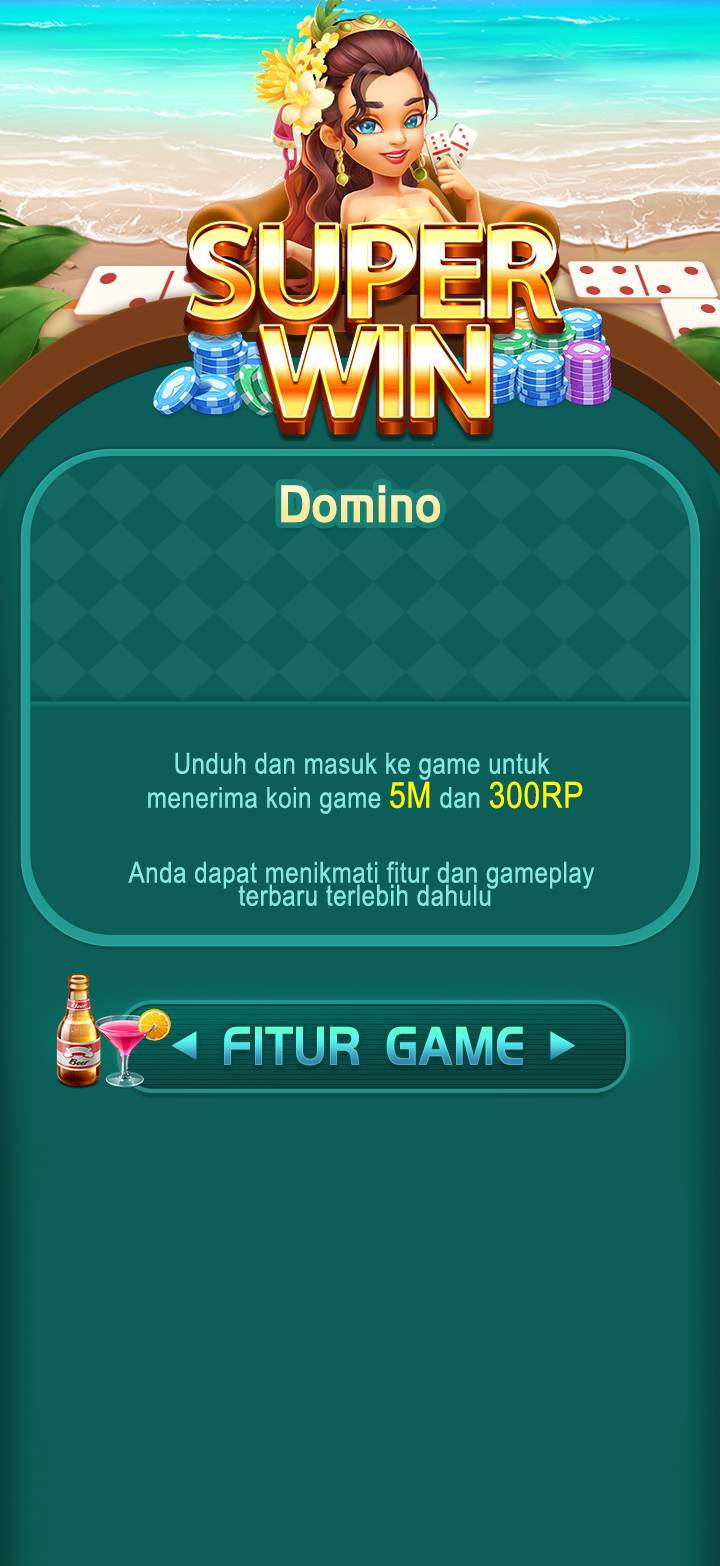 SUPER
WIN
Domino
Unduh dan masuk ke game untuk
menerima koin game 5M dan 300RP
Anda dapat menikmati fitur dan gameplay
terbaru terlebih dahulu
Beer
Beer
FITUR GAME